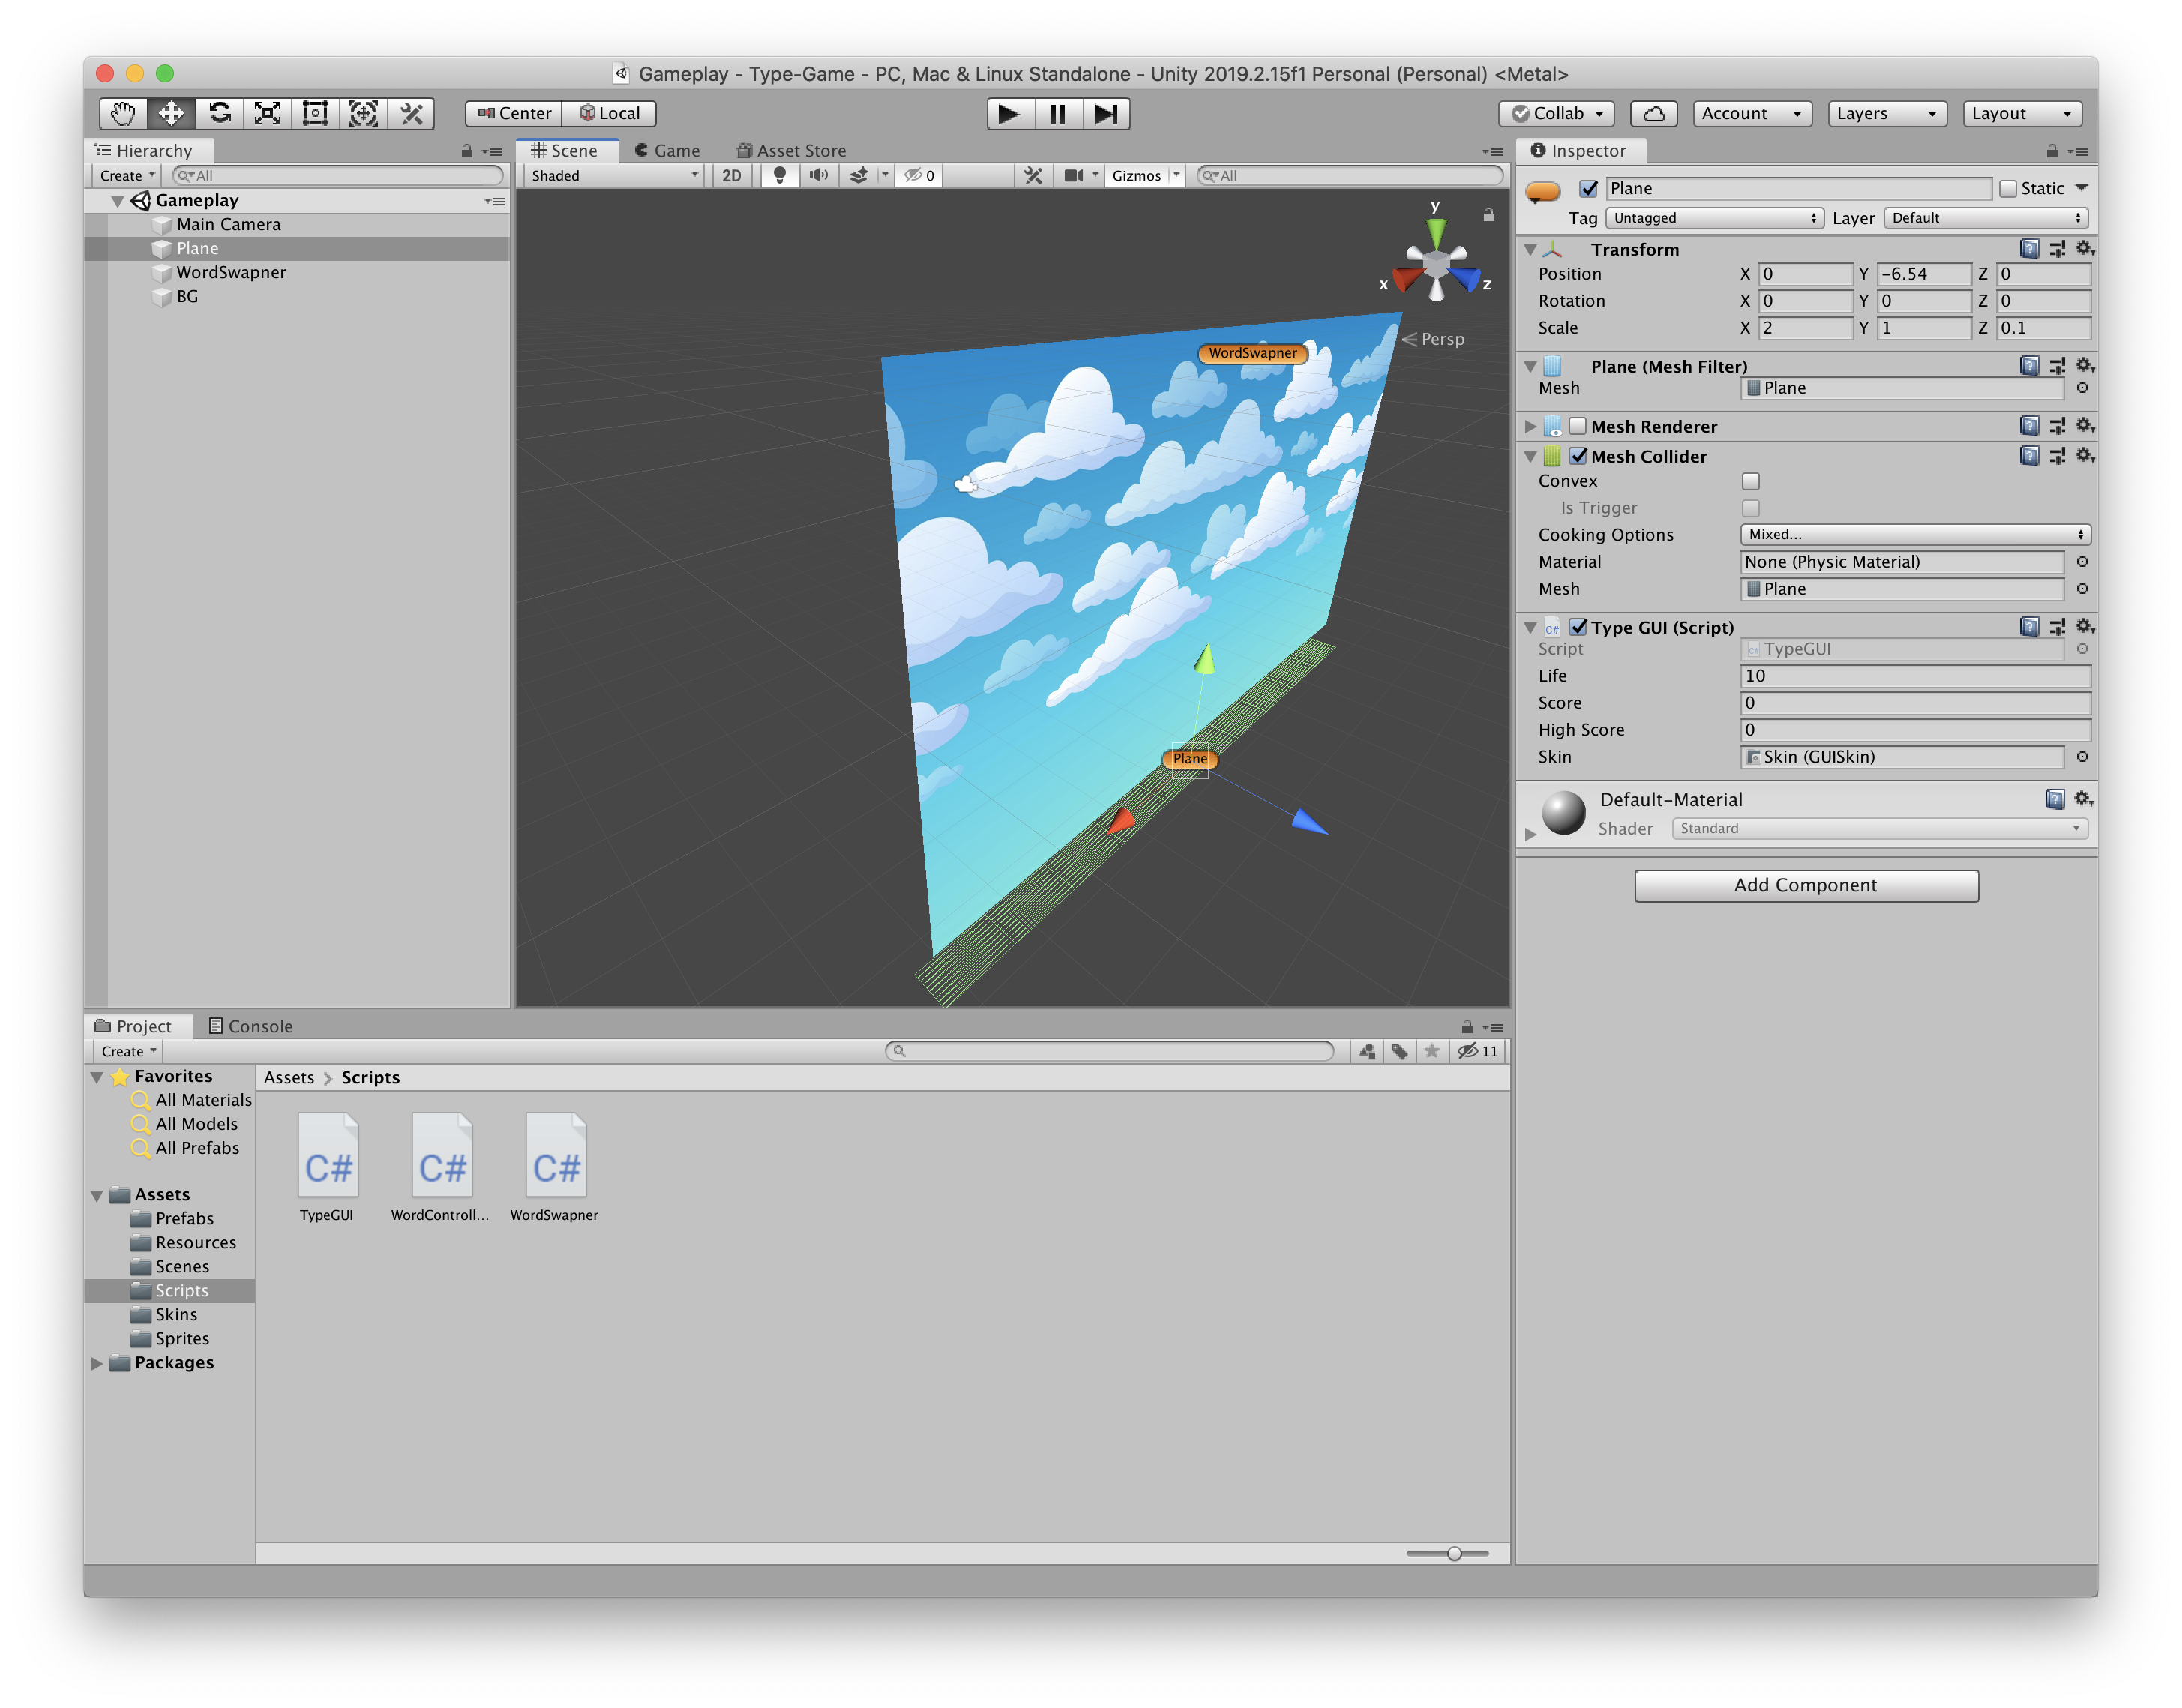 Gameplay - Type-Game - PC, Mac & Linux Standalone - Unity 2019.2.15f1 Personal (Personal) <Metal>
Center Local
Collab Account Layers Layout
Hierarchy
Create All
Gameplay
Main Camera
Plane
WordSwapner
BG
Scene Game Asset Store
Shaded 2D 0 Gizmos All
y
x z
Persp
WordSwapner
Plane
Inspector
Plane Static
Tag Untagged Layer Default
Transform
Position X 0 Y -6.54 Z 0
Rotation X 0 Y 0 Z 0
Scale X 2 Y 1 Z 0.1
Plane (Mesh Filter)
Mesh Plane
Mesh Renderer
Mesh Collider
Convex
Is Trigger
Cooking Options Mixed...
Material None (Physic Material)
Mesh Plane
C# Type GUI (Script)
Script TypeGUI
Life 10
Score 0
High Score 0
Skin Skin (GUISkin)
Default-Material
Shader Standard
Add Component
Project Console
Create 11
Favorites
All Materials
All Models
All Prefabs
Assets
Prefabs
Resources
Scenes
Scripts
Skins
Sprites
Packages
Assets > Scripts
C# C# C#
TypeGUI WordControll... WordSwapner